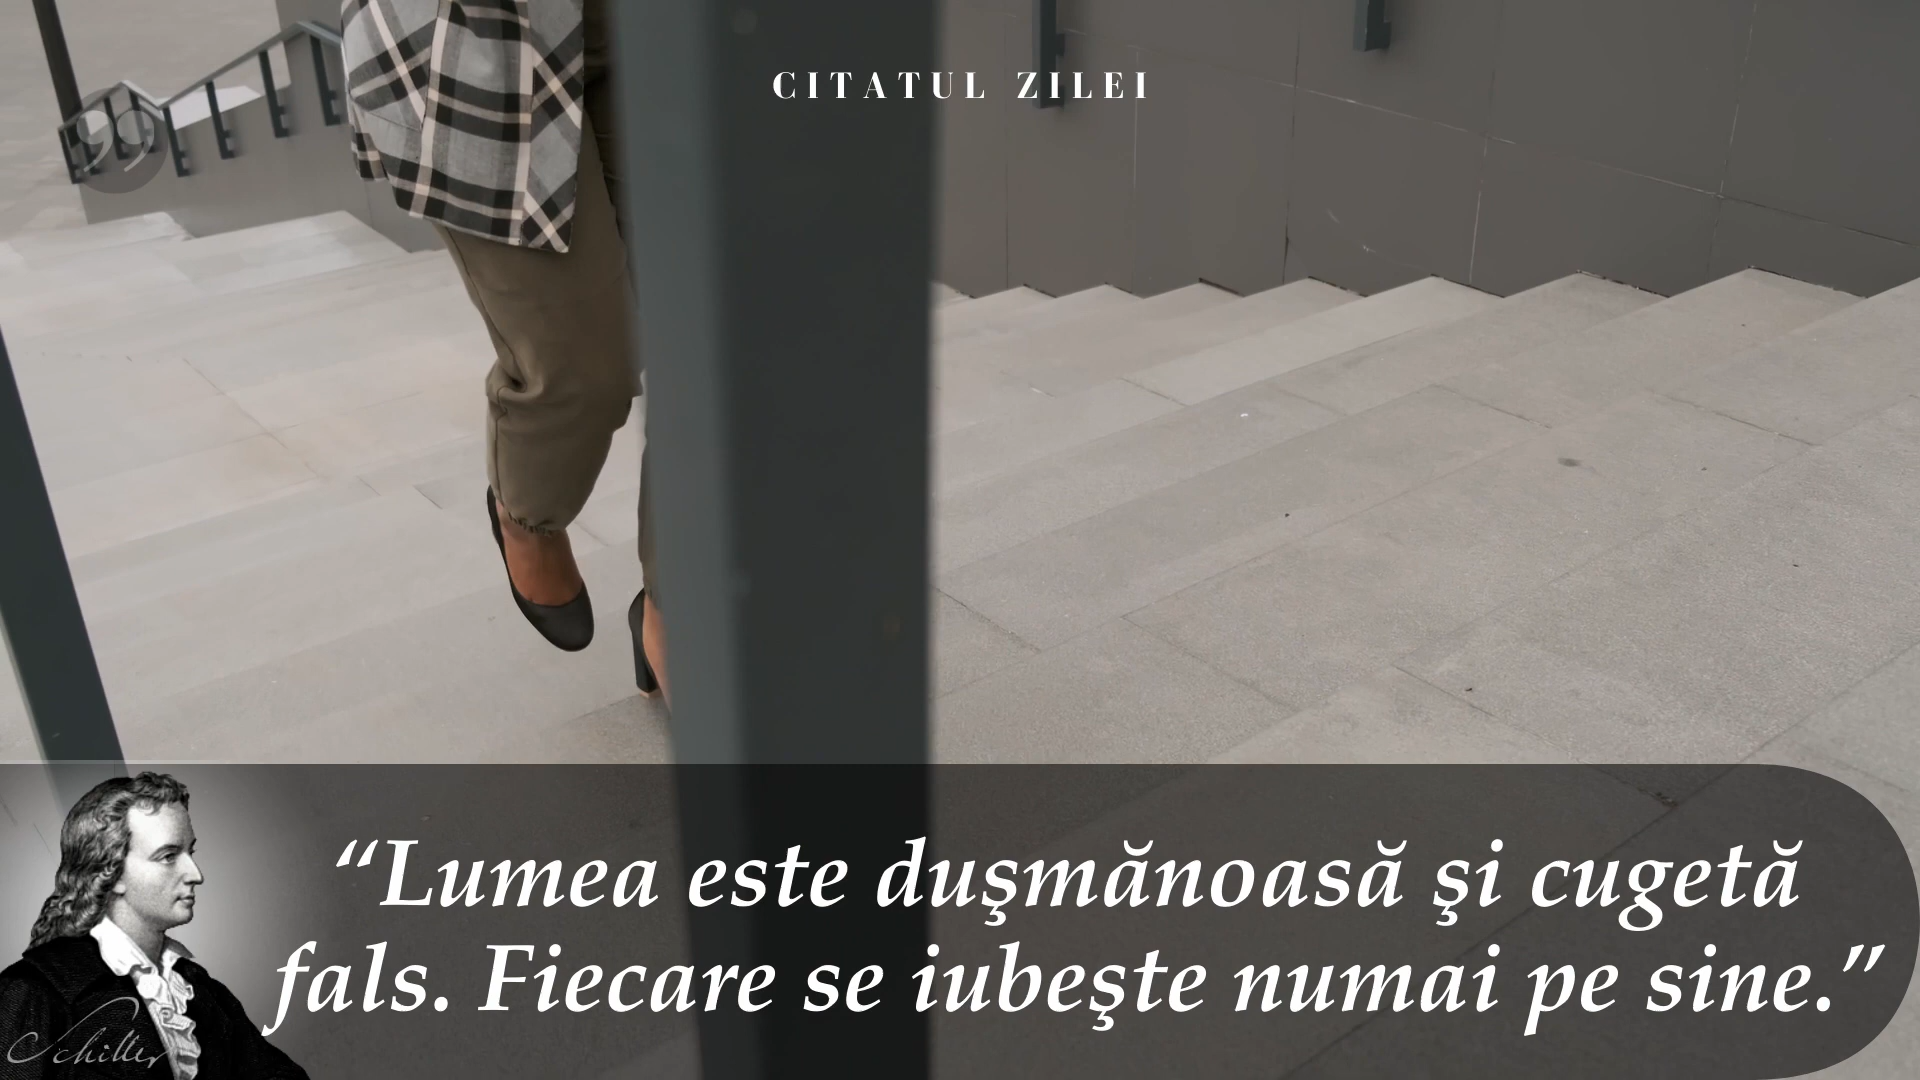 CITATUL ZILEI
“Lumea este duşmănoasă şi cugetă
fals. Fiecare se iubeşte numai pe sine.”
Schiller